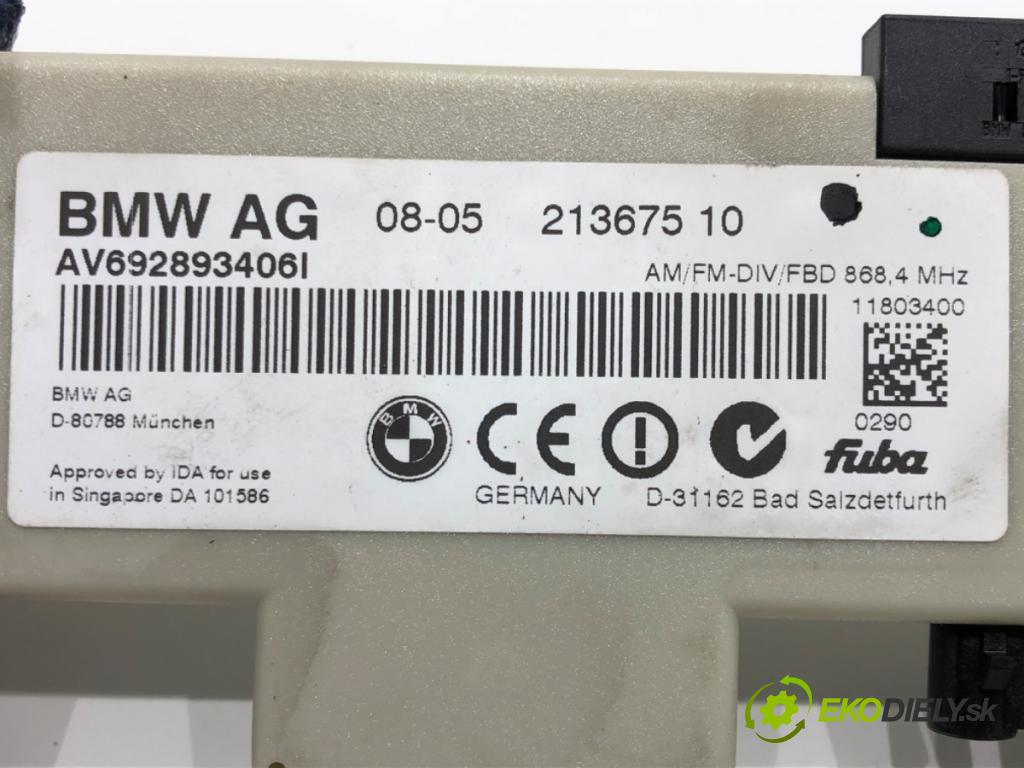 BMW AG 08-05 213675 10
AV692893406I
AM/FM-DIV/FBD 868,4 MHz
11803400
BMW AG
D-80788 München
BMW
CE
0290
fuba
Approved by IDA for use
in Singapore DA 101586
GERMANY
D-31162 Bad Salzdetfurth
EKODIELY.sk